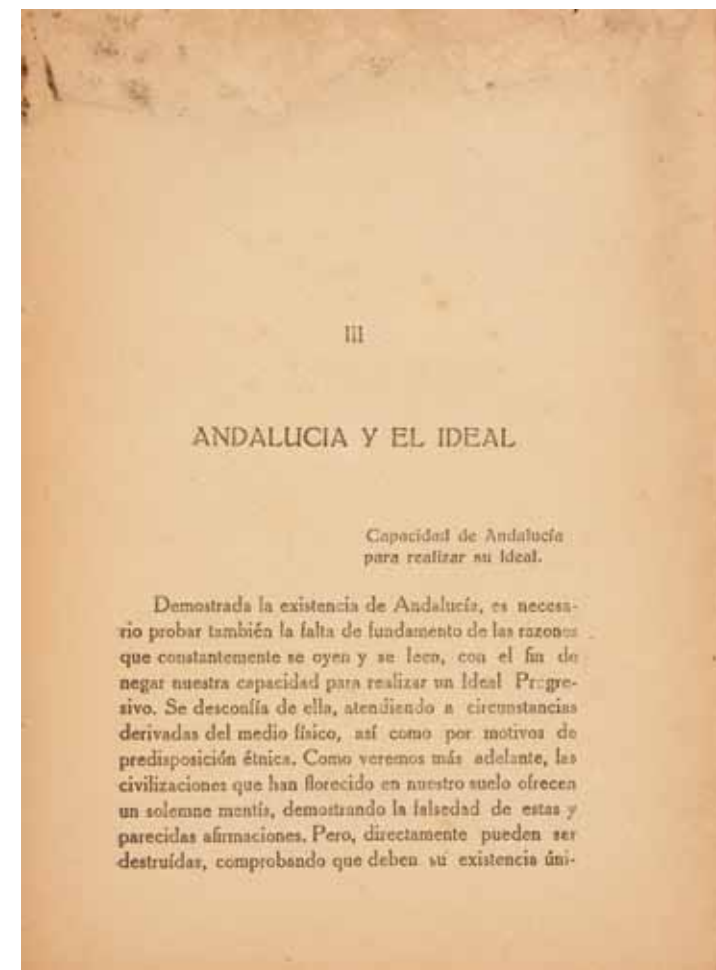 III
ANDALUCIA Y EL IDEAL
Capacidad de Andalucía
para realizar su Ideal.
Demostrada la existencia de Andalucía, es necesa-
rio probar también la falta de fundamento de las razones
que constantemente se oyen y se leen, con el fin de
negar nuestra capacidad para realizar un Ideal Progre-
sivo. Se desconfía de ella, atendiendo a circunstancias
derivadas del medio físico, así como por motivos de
predisposición étnica. Como veremos más adelante, las
civilizaciones que han florecido en nuestro suelo ofrecen
un solemne mentís, demostrando la falsedad de estas y
parecidas afirmaciones. Pero, directamente pueden ser
destruídas, comprobando que deben su existencia úni-